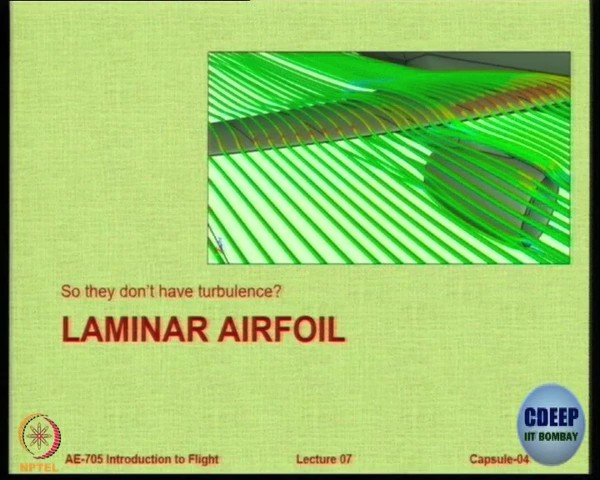 So they don't have turbulence?
LAMINAR AIRFOIL
CDEEP
IIT BOMBAY
NPTEL
AE-705 Introduction to Flight
Lecture 07
Capsule-04